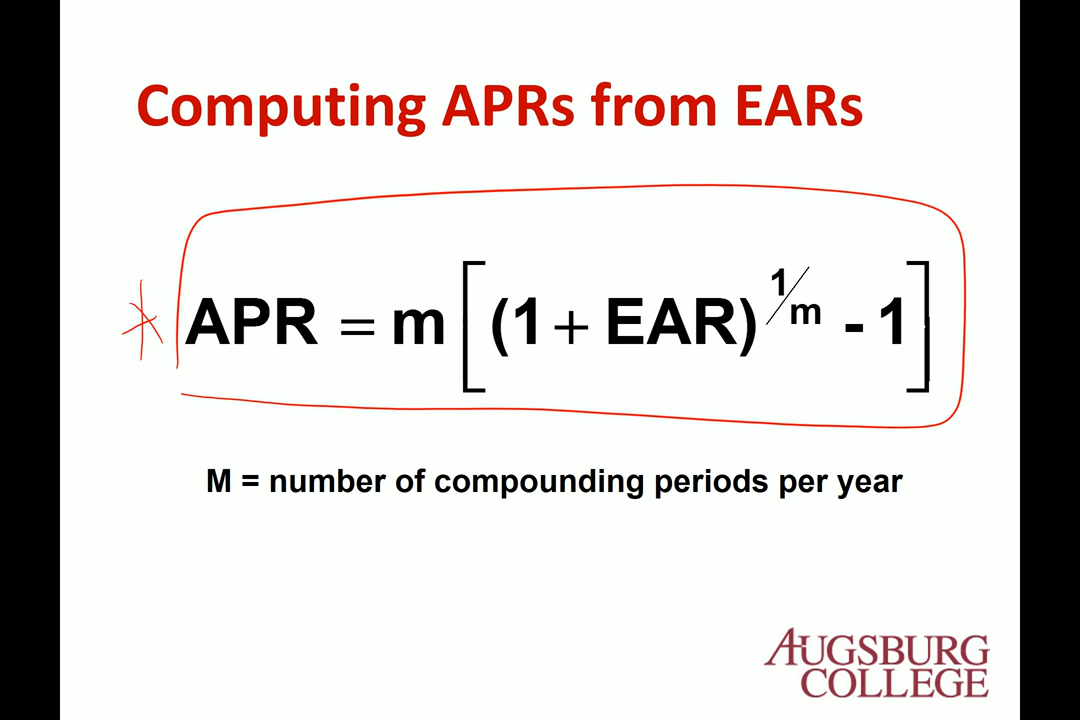 Computing APRs from EARs
APR = m [(1 + EAR)^1/m - 1]
M = number of compounding periods per year
AUGSBURG
COLLEGE